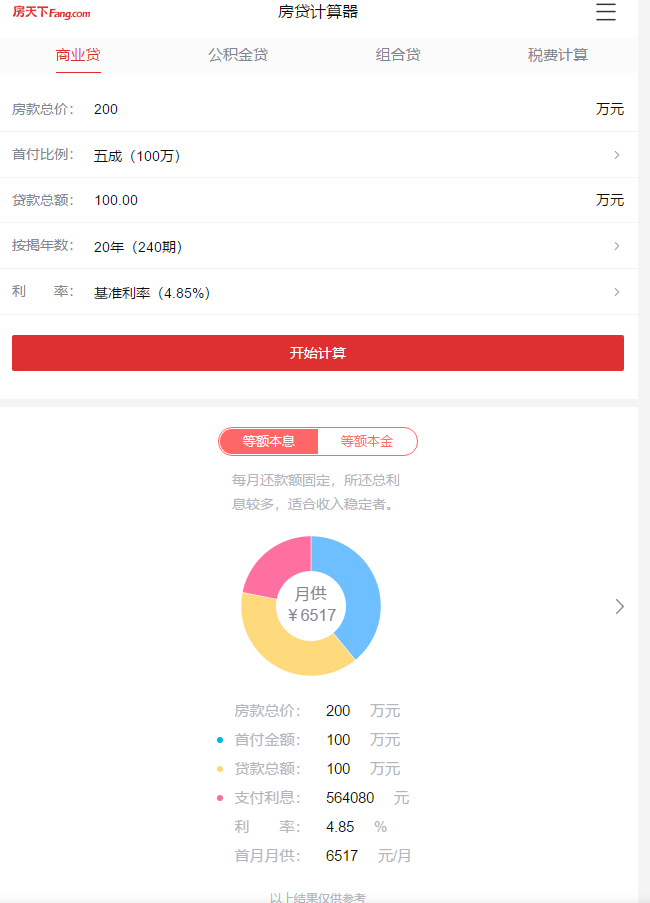 房天下Fang.com 房贷计算器
商业贷 公积金贷 组合贷 税费计算
房款总价: 200 万元
首付比例: 五成（100万）
贷款总额: 100.00 万元
按揭年数: 20年（240期）
利 率: 基准利率（4.85%）
开始计算
等额本息 等额本金
每月还款额固定，所还总利
息较多，适合收入稳定者。
月供
￥6517
房款总价: 200 万元
首付金额: 100 万元
贷款总额: 100 万元
支付利息: 564080 元
利 率: 4.85 %
首月月供: 6517 元/月
以上结果仅供参考